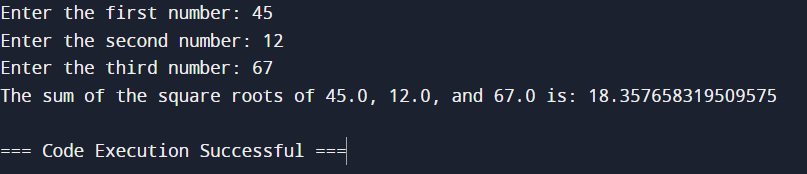 Enter the first number: 45
Enter the second number: 12
Enter the third number: 67
The sum of the square roots of 45.0, 12.0, and 67.0 is: 18.357658319509575
=== Code Execution Successful ===